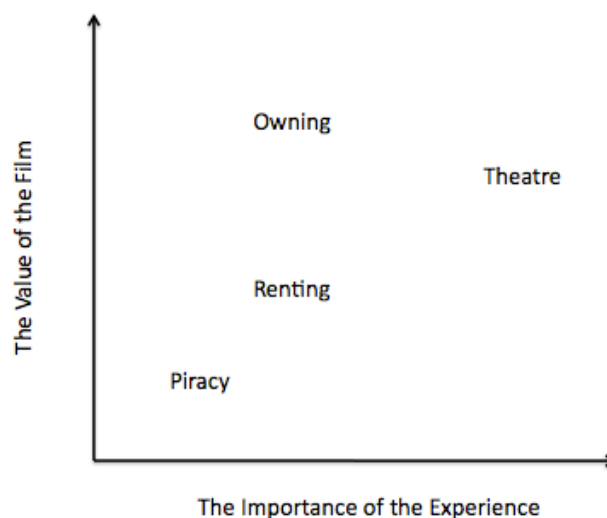 Owning
Theatre
The Value of the Film
Renting
Piracy
The Importance of the Experience